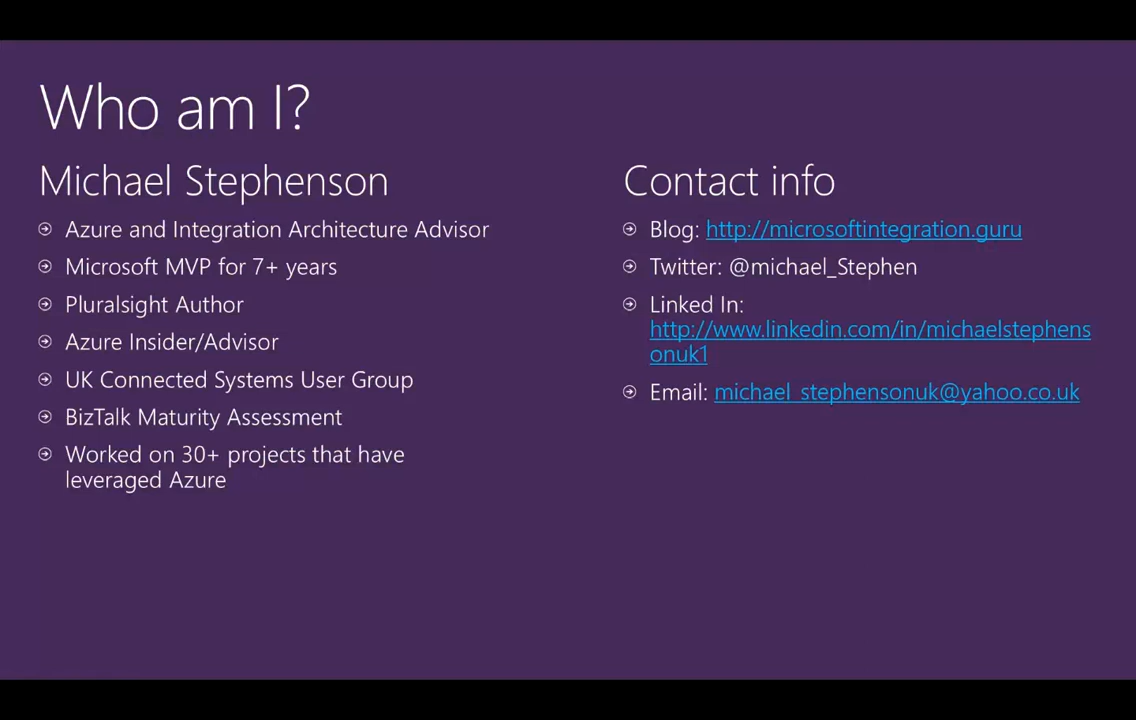 Who am I?
Michael Stephenson
Azure and Integration Architecture Advisor
Microsoft MVP for 7+ years
Pluralsight Author
Azure Insider/Advisor
UK Connected Systems User Group
BizTalk Maturity Assessment
Worked on 30+ projects that have
leveraged Azure
Contact info
Blog: http://microsoftintegration.guru
Twitter: @michael_Stephen
Linked In:
http://www.linkedin.com/in/michaelstephens
onuk1
Email: michael_stephensonuk@yahoo.co.uk